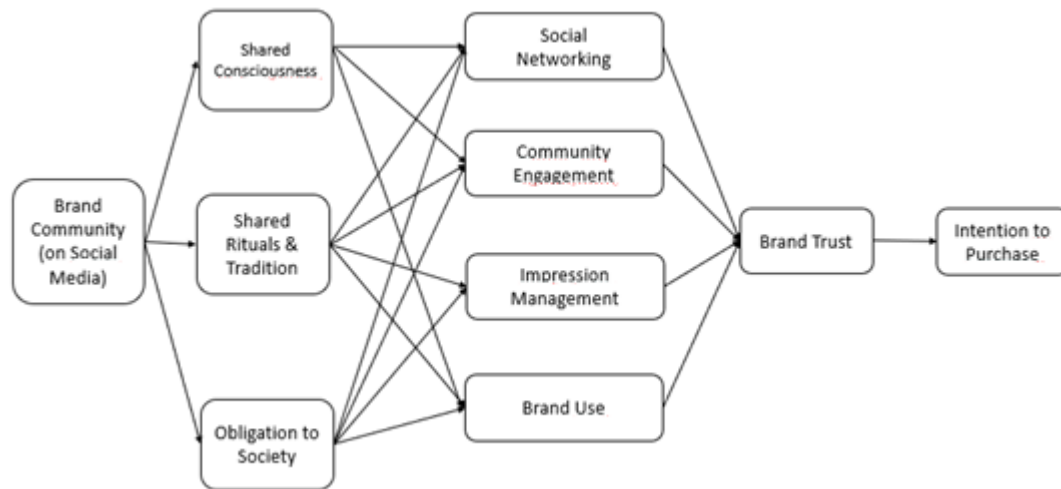 Brand
Community
(on Social
Media)
Shared
Consciousness
Shared
Rituals &
Tradition
Obligation to
Society
Social
Networking
Community
Engagement
Impression
Management
Brand Use
Brand Trust
Intention to
Purchase